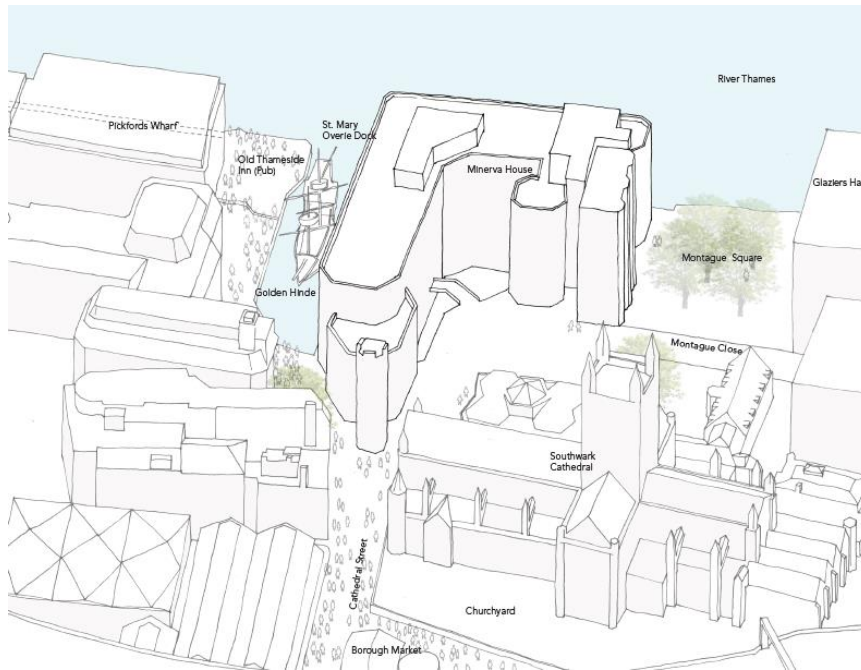 River Thames
Pickfords Wharf
St. Mary
Overie Dock
Old Thameside
Inn (Pub)
Minerva House
Glaziers Ha
Montague Square
Golden Hinde
Montague Close
Southwark
Cathedral
Cathedral Street
Churchyard
Borough Market